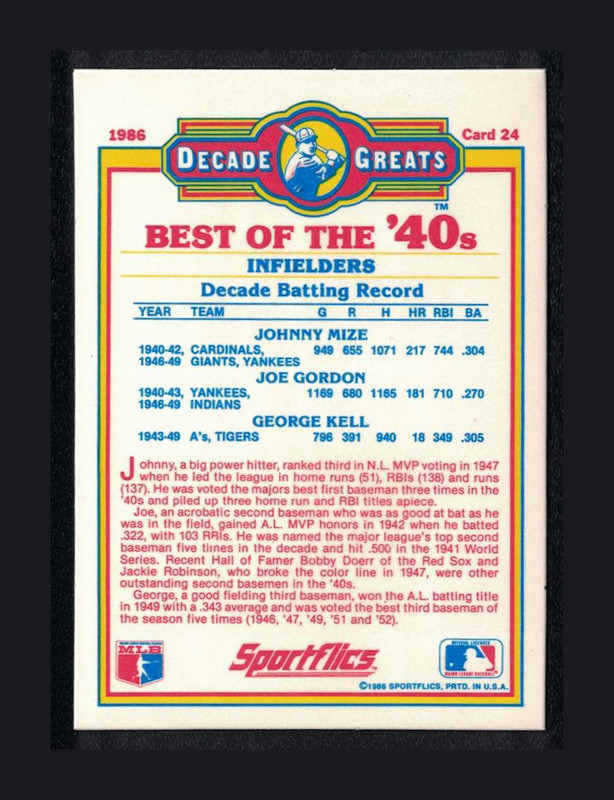 1986
Card 24
DECADE GREATS
TM
BEST OF THE '40s
INFIELDERS
Decade Batting Record
YEAR TEAM G R H HR RBI BA
JOHNNY MIZE
1940-42, CARDINALS, 949 655 1071 217 744 .304
1946-49 GIANTS, YANKEES
JOE GORDON
1940-43, YANKEES, 1169 680 1165 181 710 .270
1946-49 INDIANS
GEORGE KELL
1943-49 A's, TIGERS 796 391 940 18 349 .305
Johnny, a big power hitter, ranked third in N.L. MVP voting in 1947
when he led the league in home runs (51), RBIs (138) and runs
(137). He was voted the majors best first baseman three times in the
'40s and piled up three home run and RBI titles apiece.
Joe, an acrobatic second baseman who was as good at bat as he
was in the field, gained A.L. MVP honors in 1942 when he batted
.322, with 103 RRIs. He was named the major league's top second
baseman five times in the decade and hit .500 in the 1941 World
Series. Recent Hall of Famer Bobby Doerr of the Red Sox and
Jackie Robinson, who broke the color line in 1947, were other
outstanding second basemen in the '40s.
George, a good fielding third baseman, won the A.L. batting title
in 1949 with a .343 average and was voted the best third baseman of
the season five times (1946, '47, '49, '51 and '52).
MAJOR LEAGUE BASEBALL PLAYERS
MLB
Sportflics
OFFICIAL LICENSEE
MAJOR LEAGUE BASEBALL
©1986 SPORTFLICS, PRTD. IN U.S.A.